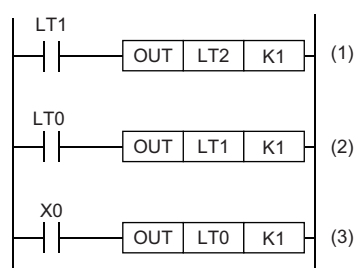 LT1
OUT LT2 K1 (1)
LT0
OUT LT1 K1 (2)
X0
OUT LT0 K1 (3)